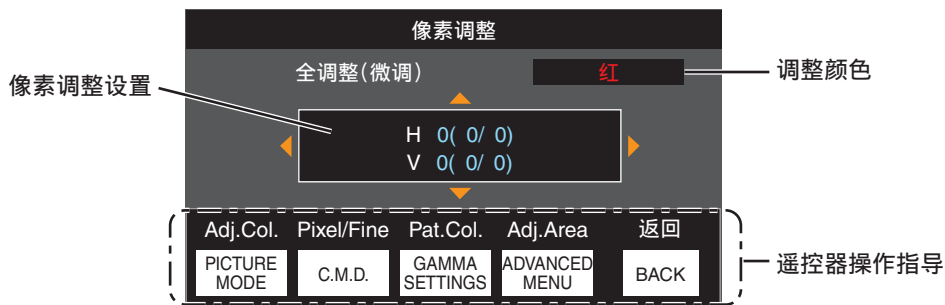 像素调整
全调整(微调)
红
调整颜色
像素调整设置
H 0( 0/ 0)
V 0( 0/ 0)
Adj.Col. Pixel/Fine Pat.Col. Adj.Area 返回
PICTURE MODE
C.M.D.
GAMMA SETTINGS
ADVANCED MENU
BACK
遥控器操作指导